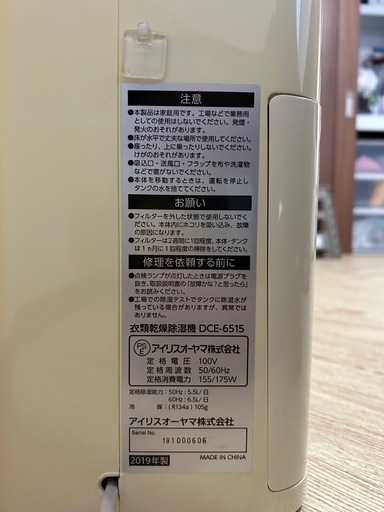 注意
●本製品は家庭用です。工場などで業務用
としての使用はしないでください。発煙・
発火のおそれがあります。
●床が水平で丈夫な場所で使用してください。
●座ったり、上に乗ったりしないでください。
けがのおそれがあります。
●吸込口・送風口・フラップを布や洗濯物
などで塞がないでください。
●本体を移動するときは、運転を停止し
タンクの水を捨ててください。
お願い
●フィルターを外した状態で使用しないで
ください。本体内にホコリを吸い込み、故障
の原因になります。
●フィルターは2週間に1回程度、本体・タンク
は1ヵ月に1回程度の掃除をしてください。
修理を依頼する前に
●点検ランプが点灯したときは電源プラグを
抜き、取扱説明書の「故障かな?と思ったら」
をお読みください。
●工場での除湿テストでタンクに除湿水が
残っている場合がありますが、異常では
ありません。
衣類乾燥除湿機 DCE-6515
PSE アイリスオーヤマ株式会社
定格電圧: 100V
定格周波数: 50/60Hz
定格消費電力: 155/175W
定格除湿能力: 50Hz: 5.5L/日
60Hz: 6.5L/日
冷媒: (R134a) 105g
アイリスオーヤマ株式会社
Serial No.
191000606
2019年製 MADE IN CHINA